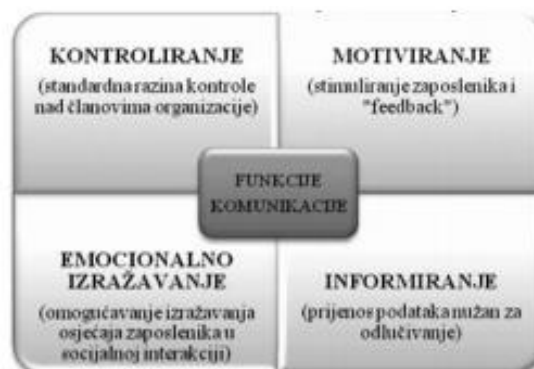 KONTROLIRANJE
(standardna razina kontrole
nad članovima organizacije)
MOTIVIRANJE
(stimuliranje zaposlenika i
"feedback")
FUNKCIJE
KOMUNIKACIJE
EMOCIONALNO
IZRAŽAVANJE
(omogućavanje izražavanja
osjećaja zaposlenika u
socijalnoj interakciji)
INFORMIRANJE
(prijenos podataka nužan za
odlučivanje)